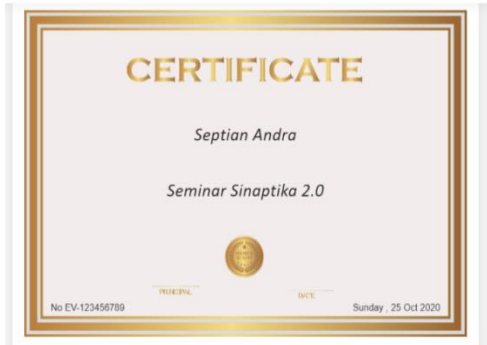 CERTIFICATE
Septian Andra
Seminar Sinaptika 2.0
PRINCIPAL
DATE
No EV-123456789
Sunday , 25 Oct 2020